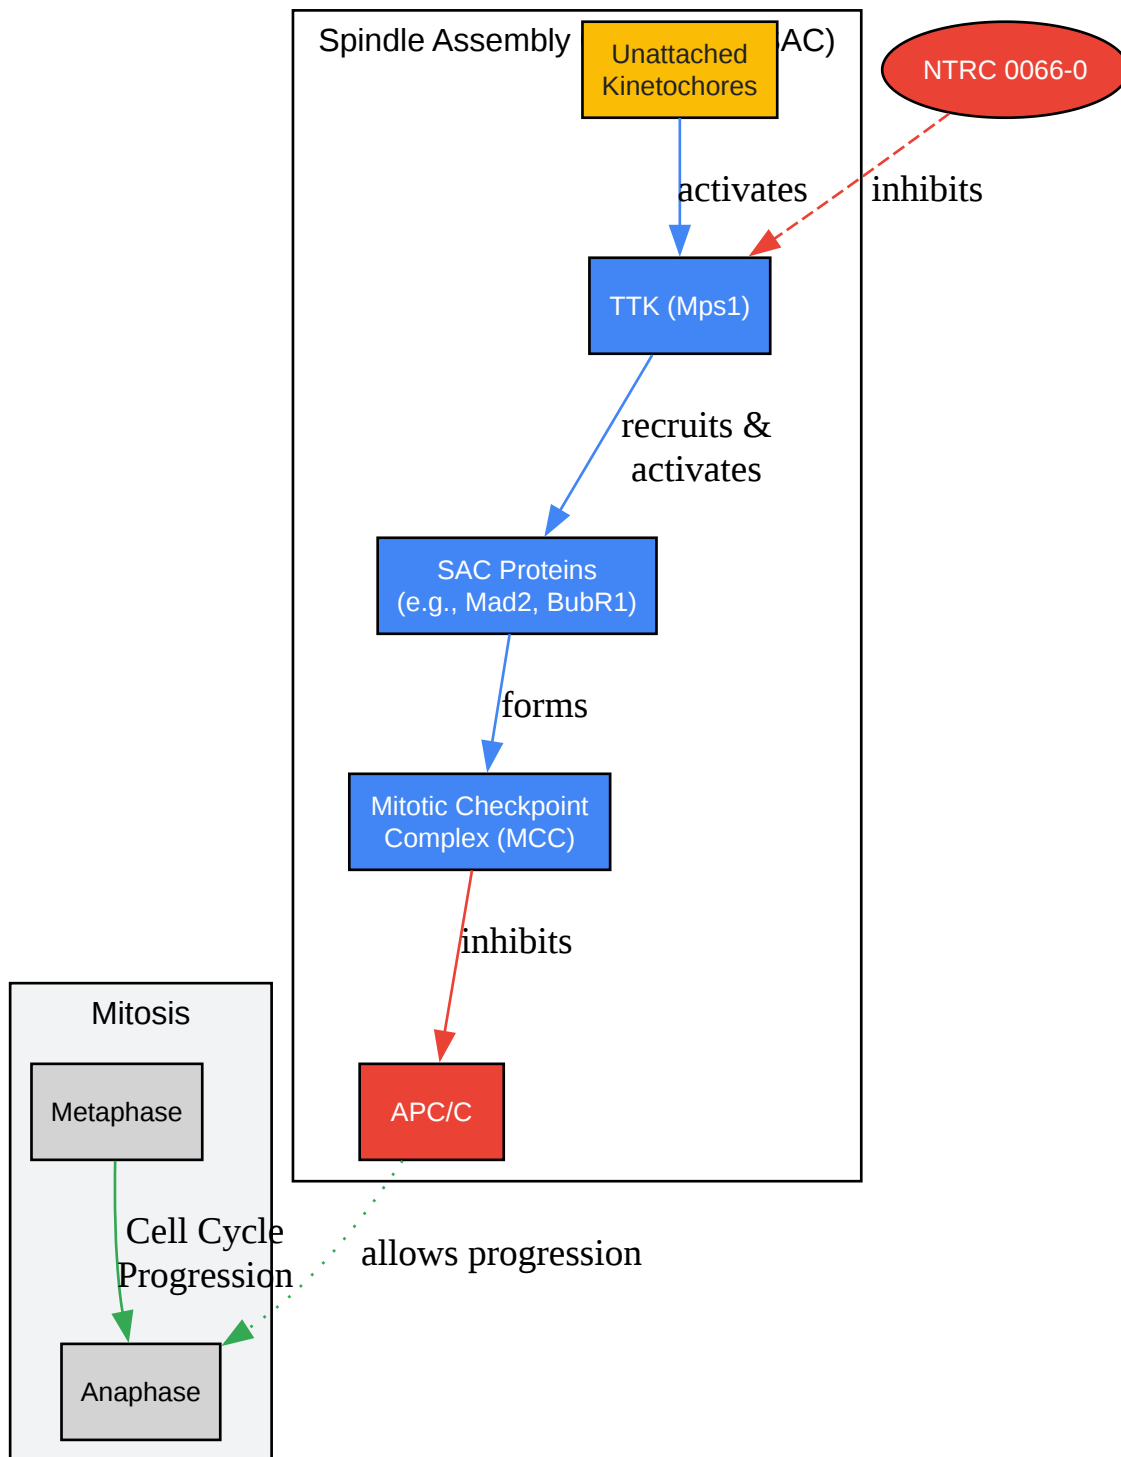 Spindle Assembly
AC)
Unattached
Kinetochores
NTRC 0066-0
activates
inhibits
TTK (Mps1)
recruits &
activates
SAC Proteins
(e.g., Mad2, BubR1)
forms
Mitotic Checkpoint
Complex (MCC)
inhibits
Mitosis
Metaphase
APC/C
Cell Cycle
Progression
allows progression
Anaphase